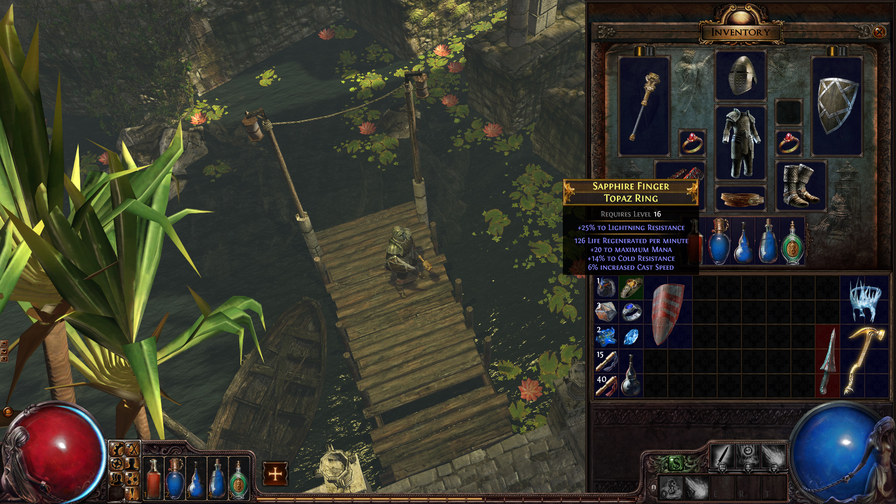 INVENTORY
SAPPHIRE FINGER
TOPAZ RING
REQUIRES LEVEL 16
+25% TO LIGHTNING RESISTANCE
126 LIFE REGENERATED PER MINUTE
+20 TO MAXIMUM MANA
+14% TO COLD RESISTANCE
6% INCREASED CAST SPEED
1
2
15
40